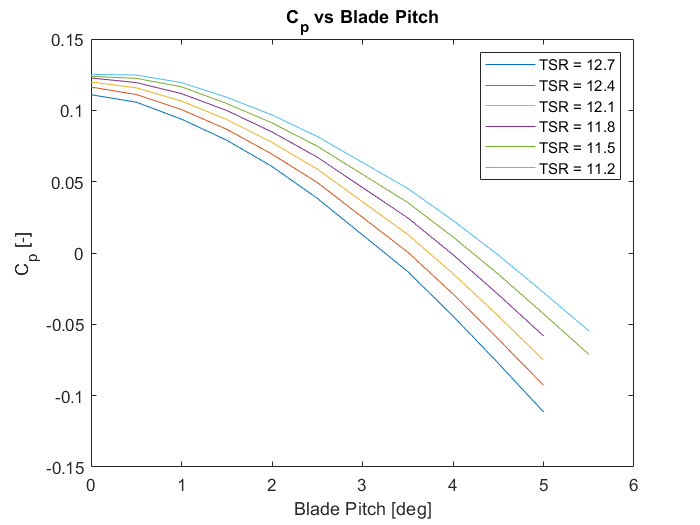 Cp vs Blade Pitch
0.15
0.1
0.05
0
-0.05
-0.1
-0.15
Cp [-]
TSR = 12.7
TSR = 12.4
TSR = 12.1
TSR = 11.8
TSR = 11.5
TSR = 11.2
0 1 2 3 4 5 6
Blade Pitch [deg]